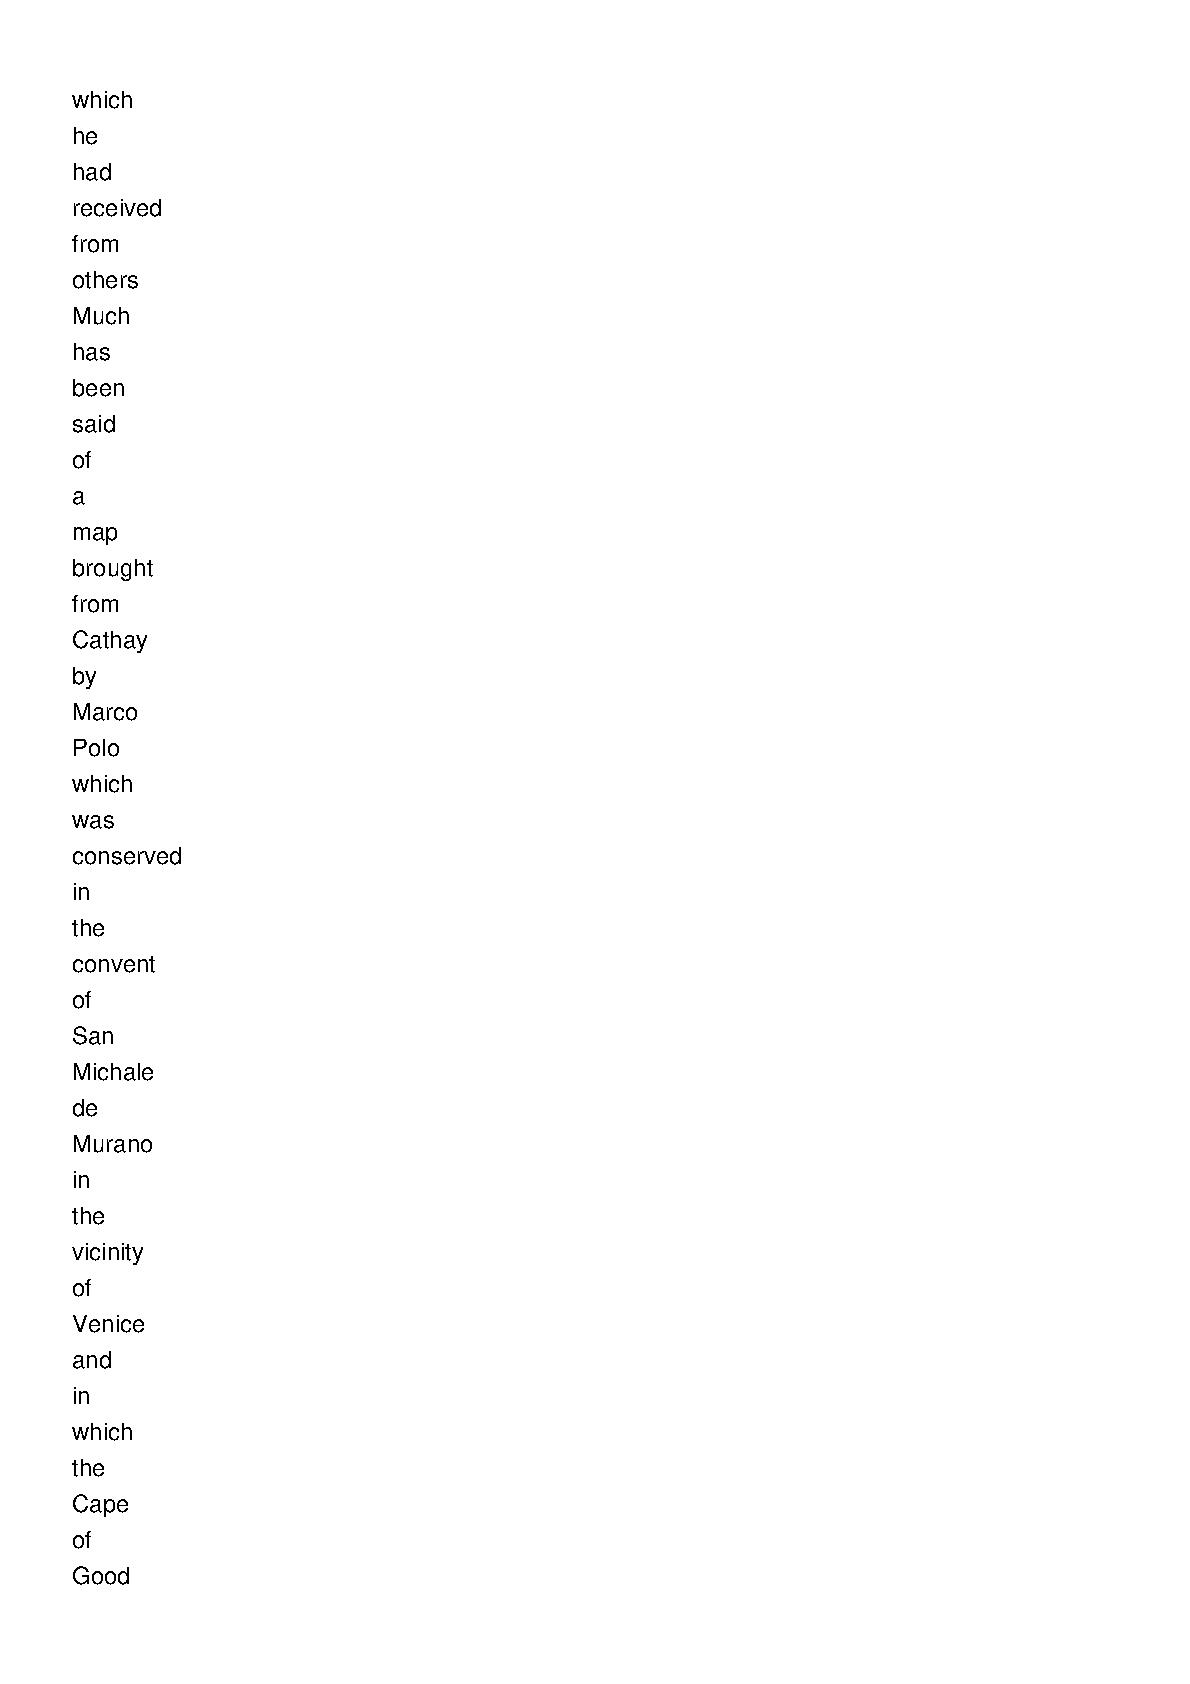 which
he
had
received
from
others
Much
has
been
said
of
a
map
brought
from
Cathay
by
Marco
Polo
which
was
conserved
in
the
convent
of
San
Michale
de
Murano
in
the
vicinity
of
Venice
and
in
which
the
Cape
of
Good